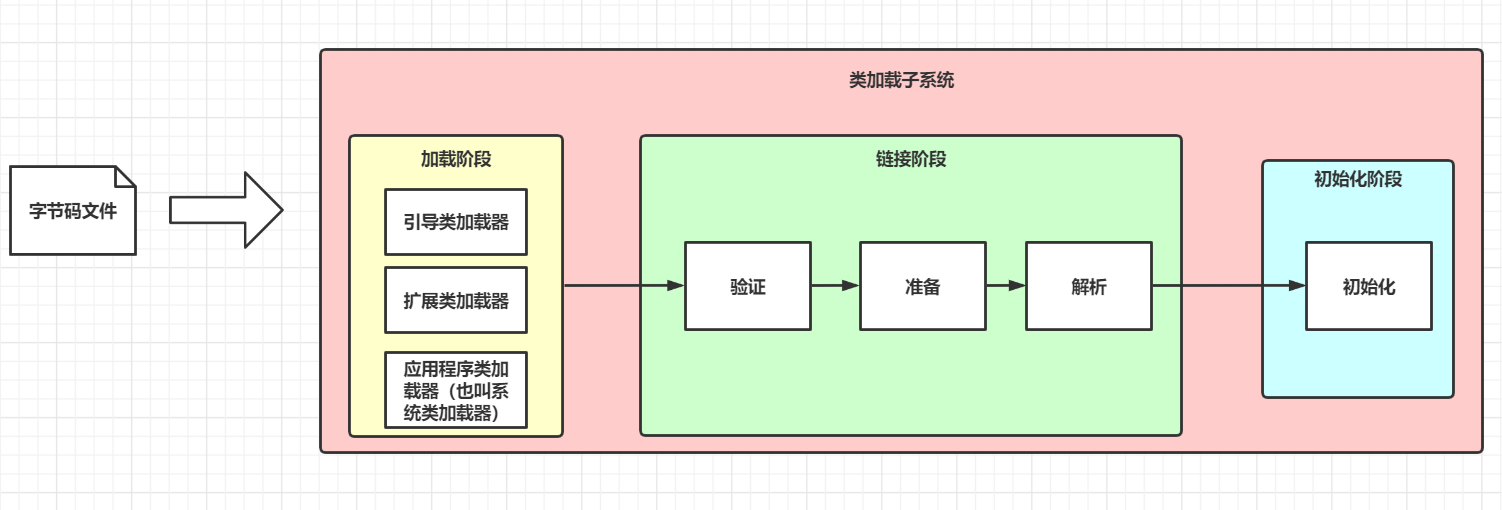 类加载子系统
字节码文件
加载阶段
引导类加载器
扩展类加载器
应用程序类加
载器（也叫系
统类加载器）
链接阶段
验证
准备
解析
初始化阶段
初始化